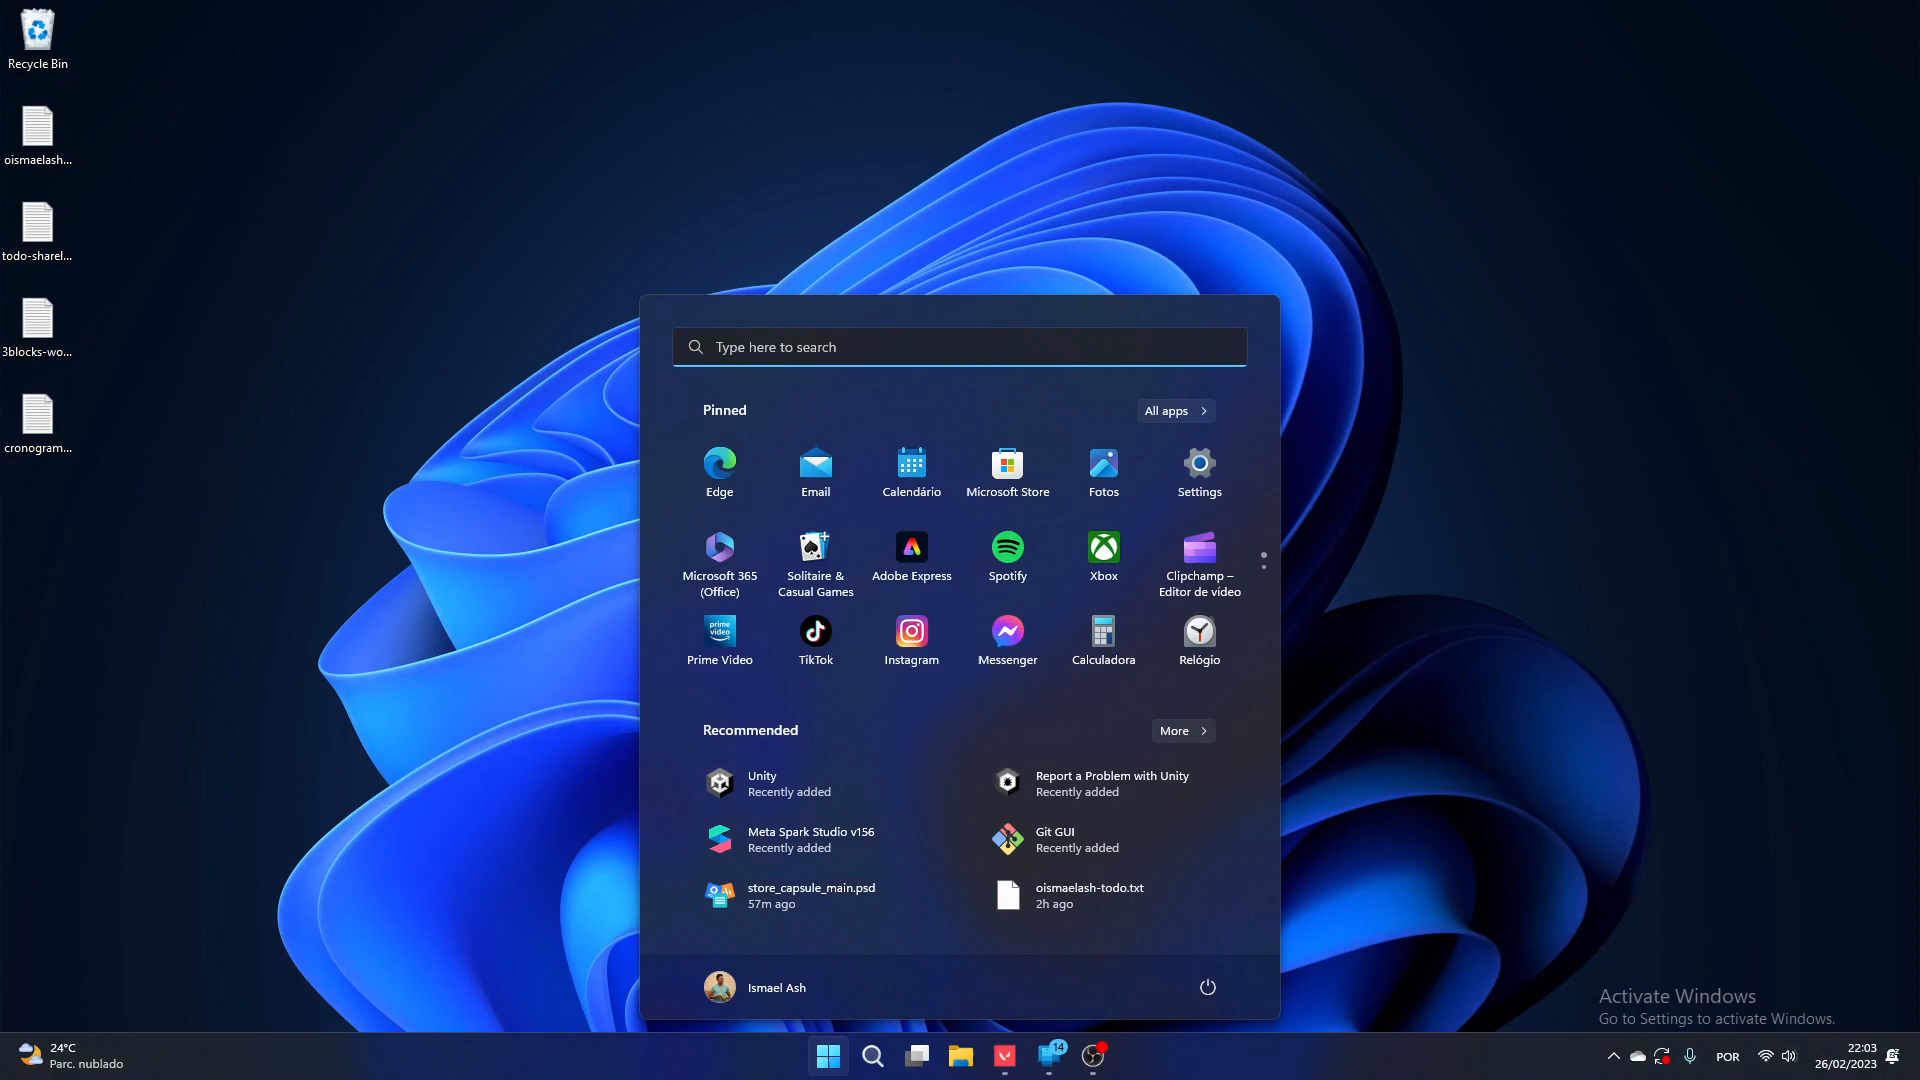 Recycle Bin
oismaelash...
todo-sharel...
3blocks-wo...
cronogram...
Type here to search
Pinned
All apps
Edge
Email
Calendário
Microsoft Store
Fotos
Settings
Microsoft 365
(Office)
Solitaire &
Casual Games
Adobe Express
Spotify
Xbox
Clipchamp –
Editor de vídeo
prime
video
Prime Video
TikTok
Instagram
Messenger
Calculadora
Relógio
Recommended
More
Unity
Recently added
Report a Problem with Unity
Recently added
Meta Spark Studio v156
Recently added
Git GUI
Recently added
store_capsule_main.psd
57m ago
oismaelash-todo.txt
2h ago
Ismael Ash
Activate Windows
Go to Settings to activate Windows.
24°C
Parc. nublado
14
POR
22:03
26/02/2023